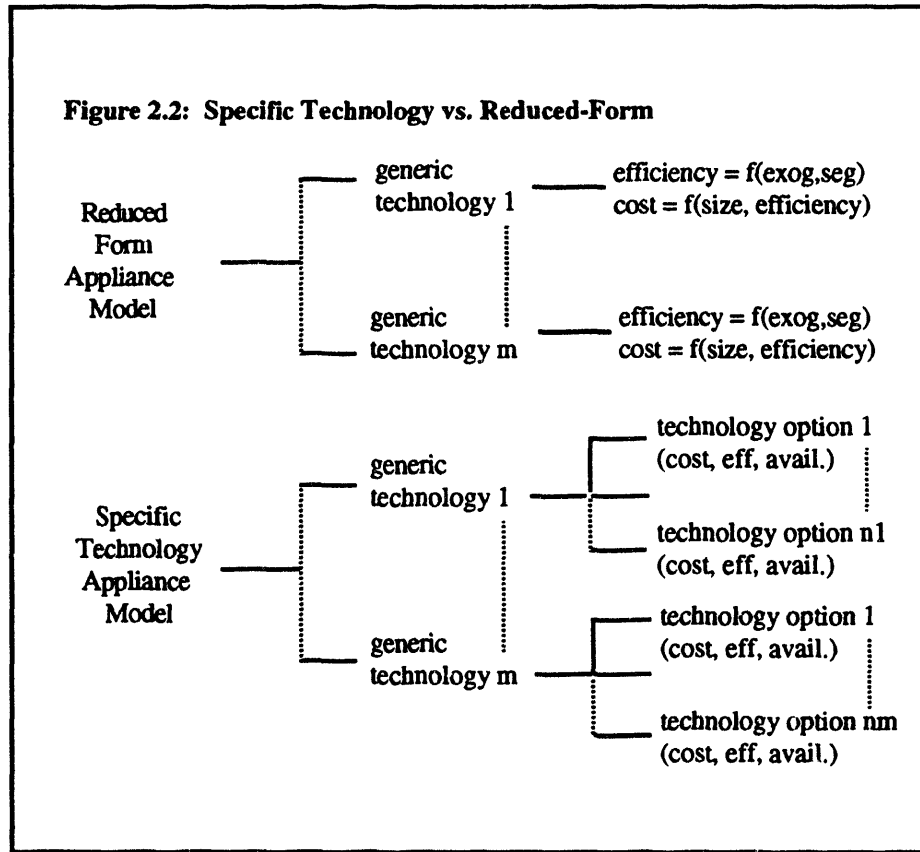 Figure 2.2: Specific Technology vs. Reduced-Form
Reduced
Form
Appliance
Model
generic
technology 1
efficiency = f(exog,seg)
cost = f(size, efficiency)
generic
technology m
efficiency = f(exog,seg)
cost = f(size, efficiency)
Specific
Technology
Appliance
Model
generic
technology 1
technology option 1
(cost, eff, avail.)
technology option n1
(cost, eff, avail.)
generic
technology m
technology option 1
(cost, eff, avail.)
technology option nm
(cost, eff, avail.)